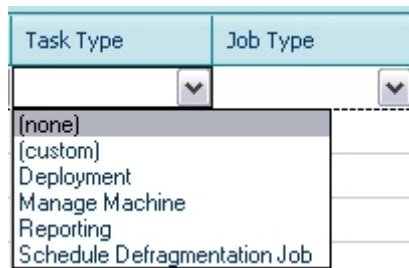 Task Type Job Type
(none)
(custom)
Deployment
Manage Machine
Reporting
Schedule Defragmentation Job